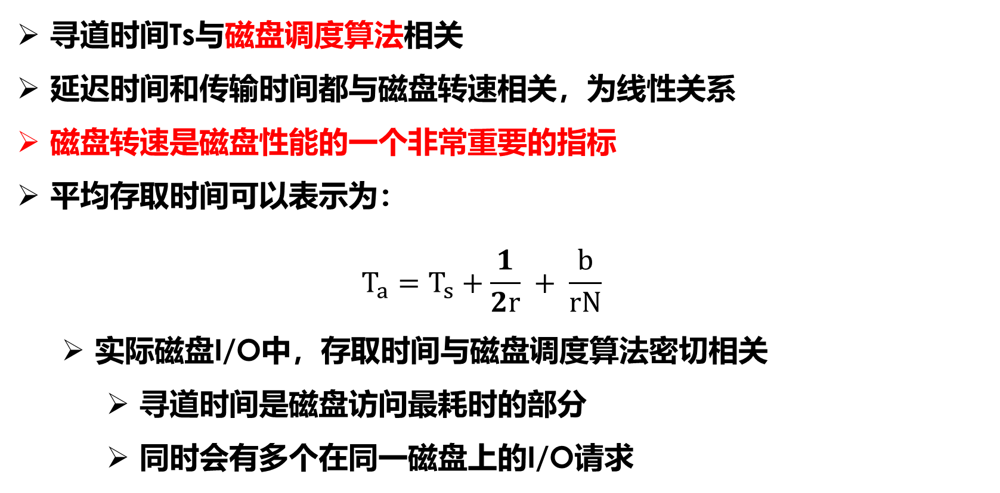 ➢ 寻道时间Ts与磁盘调度算法相关
➢ 延迟时间和传输时间都与磁盘转速相关，为线性关系
➢ 磁盘转速是磁盘性能的一个非常重要的指标
➢ 平均存取时间可以表示为：
Tₐ = Tₛ + 1/2r + b/rN
➢ 实际磁盘I/O中，存取时间与磁盘调度算法密切相关
➢ 寻道时间是磁盘访问最耗时的部分
➢ 同时会有多个在同一磁盘上的I/O请求